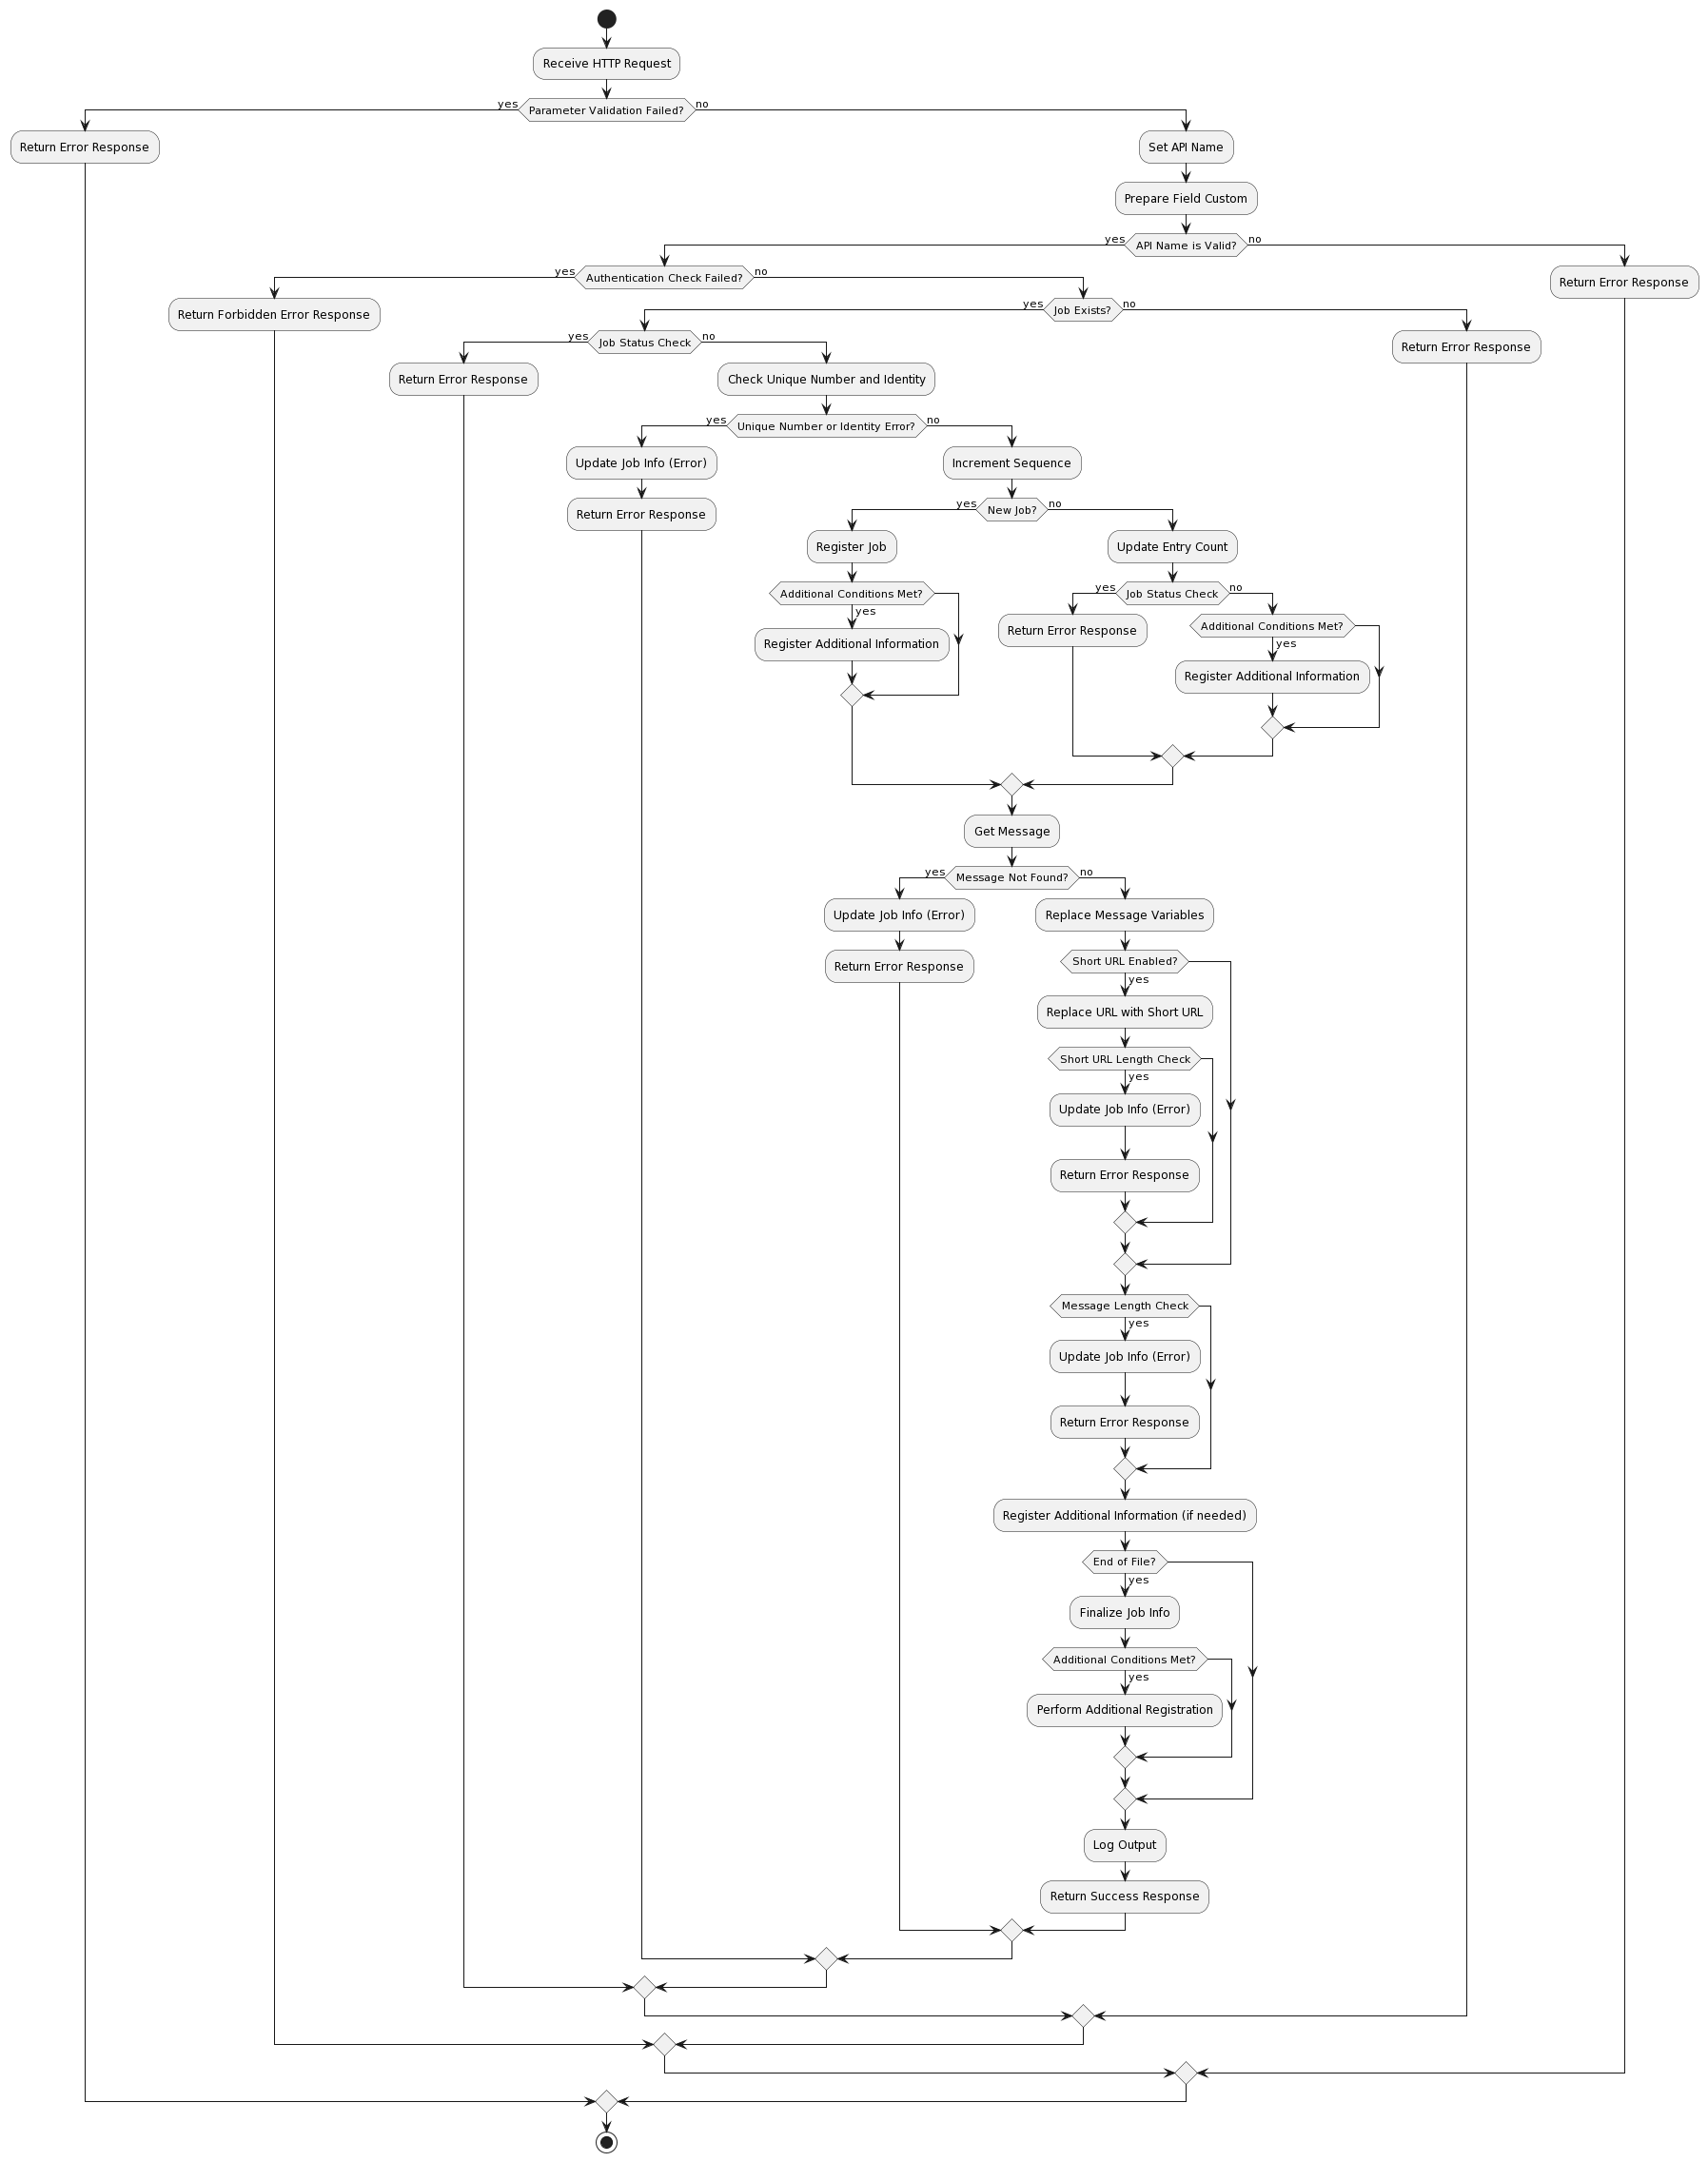 Receive HTTP Request
yes
Parameter Validation Failed?
no
Return Error Response
Set API Name
Prepare Field Custom
yes
API Name is Valid?
no
yes
Authentication Check Failed?
no
Return Error Response
Return Forbidden Error Response
yes
Job Exists?
no
yes
Job Status Check
no
Return Error Response
Return Error Response
Check Unique Number and Identity
yes
Unique Number or Identity Error?
no
Update Job Info (Error)
Increment Sequence
Return Error Response
yes
New Job?
no
Register Job
Update Entry Count
Additional Conditions Met?
yes
Job Status Check
no
yes
Return Error Response
Additional Conditions Met?
Register Additional Information
yes
Register Additional Information
Get Message
yes
Message Not Found?
no
Update Job Info (Error)
Replace Message Variables
Return Error Response
Short URL Enabled?
yes
Replace URL with Short URL
Short URL Length Check
yes
Update Job Info (Error)
Return Error Response
Message Length Check
yes
Update Job Info (Error)
Return Error Response
Register Additional Information (if needed)
End of File?
yes
Finalize Job Info
Additional Conditions Met?
yes
Perform Additional Registration
Log Output
Return Success Response